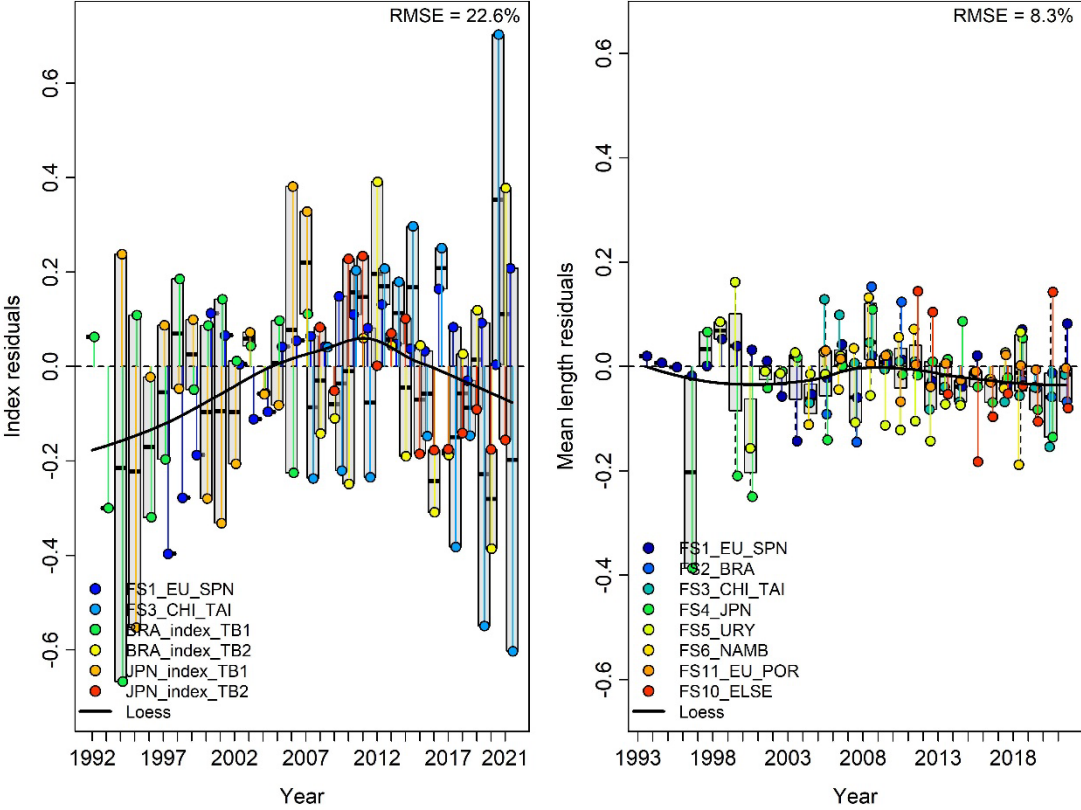 RMSE = 22.6%
Index residuals
0.6
0.4
0.2
0.0
-0.2
-0.4
-0.6
FS1_EU_SPN
FS3_CHI_TAI
BRA_index_TB1
BRA_index_TB2
JPN_index_TB1
JPN_index_TB2
Loess
1992 1997 2002 2007 2012 2017 2021
Year
RMSE = 8.3%
Mean length residuals
0.6
0.4
0.2
0.0
-0.2
-0.4
-0.6
FS1_EU_SPN
FS2_BRA
FS3_CHI_TAI
FS4_JPN
FS5_URY
FS6_NAMB
FS11_EU_POR
FS10_ELSE
Loess
1993 1998 2003 2008 2013 2018
Year